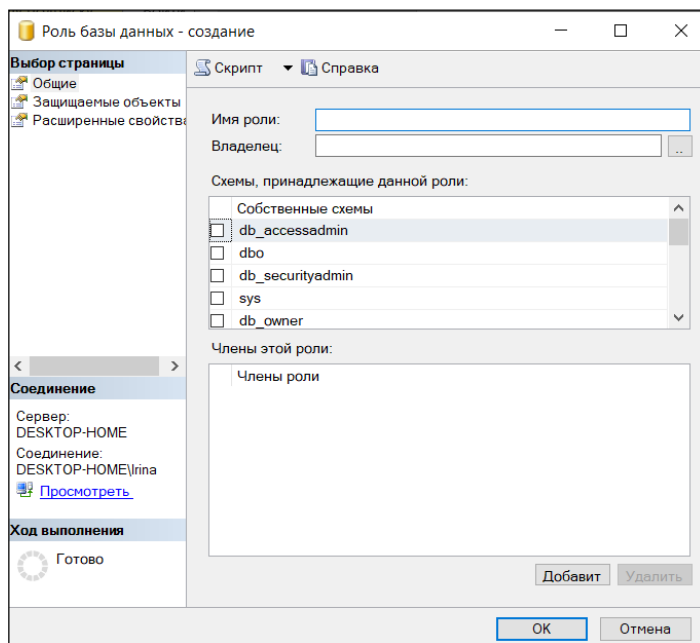 Роль базы данных - создание
Выбор страницы
Общие
Защищаемые объекты
Расширенные свойства
Скрипт
Справка
Имя роли:
Владелец:
..
Схемы, принадлежащие данной роли:
Собственные схемы
db_accessadmin
dbo
db_securityadmin
sys
db_owner
Члены этой роли:
Члены роли
Соединение
Сервер:
DESKTOP-HOME
Соединение:
DESKTOP-HOME\Irina
Просмотреть
Ход выполнения
Готово
Добавит
Удалить
OK
Отмена